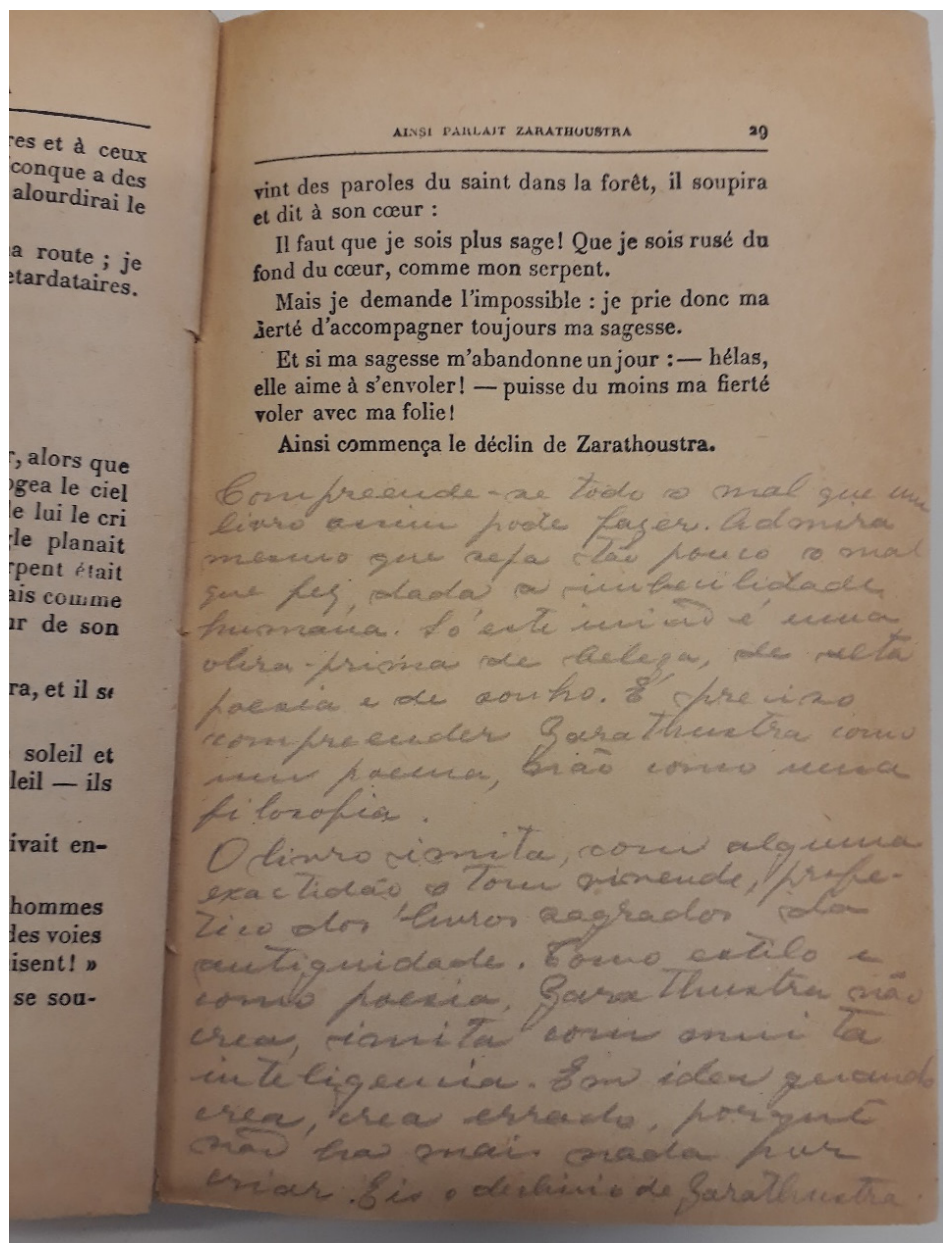 res et à ceux
conque a des
alourdirai le
a route ; je
etardataires.
, alors que
ogea le ciel
le lui le cri
gle planait
rpent était
ais comme
ur de son
ra, et il se
soleil et
leil — ils
ivait en-
hommes
des voies
isent! »
se sou-
AINSI PARLAIT ZARATHOUSTRA 29
vint des paroles du saint dans la forêt, il soupira
et dit à son cœur :
Il faut que je sois plus sage! Que je sois rusé du
fond du cœur, comme mon serpent.
Mais je demande l'impossible : je prie donc ma
fierté d'accompagner toujours ma sagesse.
Et si ma sagesse m'abandonne un jour : — hélas,
elle aime à s'envoler! — puisse du moins ma fierté
voler avec ma folie!
Ainsi commença le déclin de Zarathoustra.
Compreende-se todo o mal que um
livro assim pode fazer. Admira
mesmo que seja tão pouco o mal
que fez, dada a imbecilidade
humana. Só este é uma
obra-prima de beleza, de alta
poesia e de sonho. É preciso
compreender Zarathustra como
um poema, não como uma
filosofia.
O livro imita, com alguma
exactidão o tom profe-
tico dos livros sagrados da
antiguidade. Como estilo e
como poesia, Zarathustra não
crea, imita com muita
inteligencia. Em idea quando
crea, crea errado, porquê
não ha mais nada por
criar. Eis o declinio de Zarathustra.